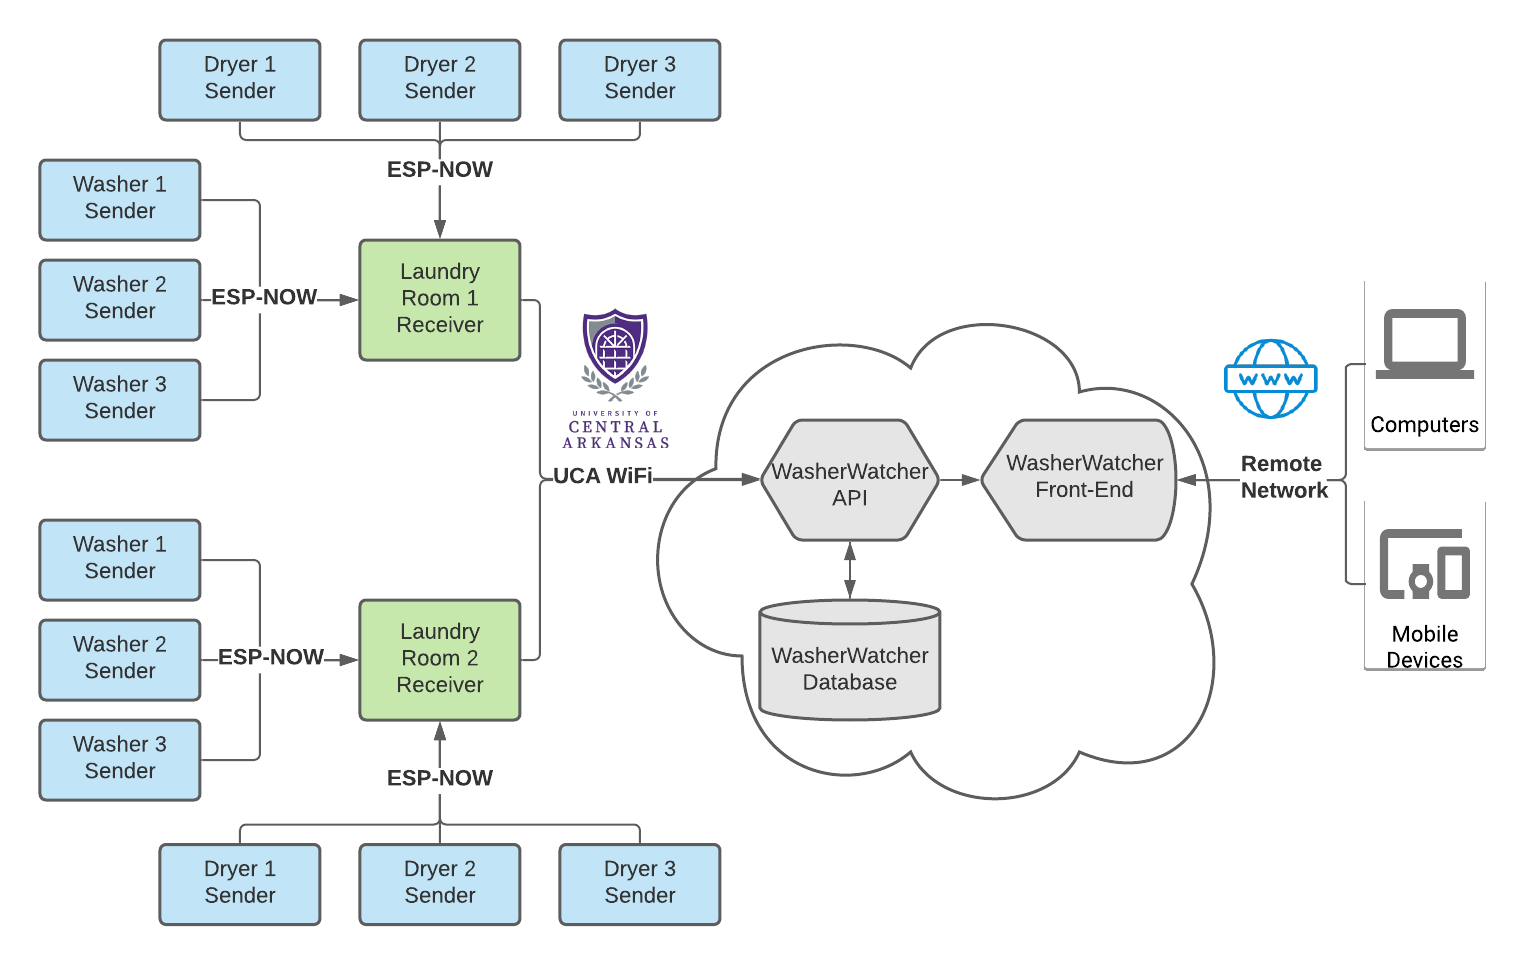 Dryer 1
Sender
Dryer 2
Sender
Dryer 3
Sender
ESP-NOW
Washer 1
Sender
Washer 2
Sender
Washer 3
Sender
ESP-NOW
Laundry
Room 1
Receiver
UNIVERSITY OF
CENTRAL
ARKANSAS
UCA WiFi
WasherWatcher
API
WasherWatcher
Front-End
WasherWatcher
Database
WWW
Remote
Network
Computers
Mobile
Devices
Washer 1
Sender
Washer 2
Sender
Washer 3
Sender
ESP-NOW
Laundry
Room 2
Receiver
ESP-NOW
Dryer 1
Sender
Dryer 2
Sender
Dryer 3
Sender